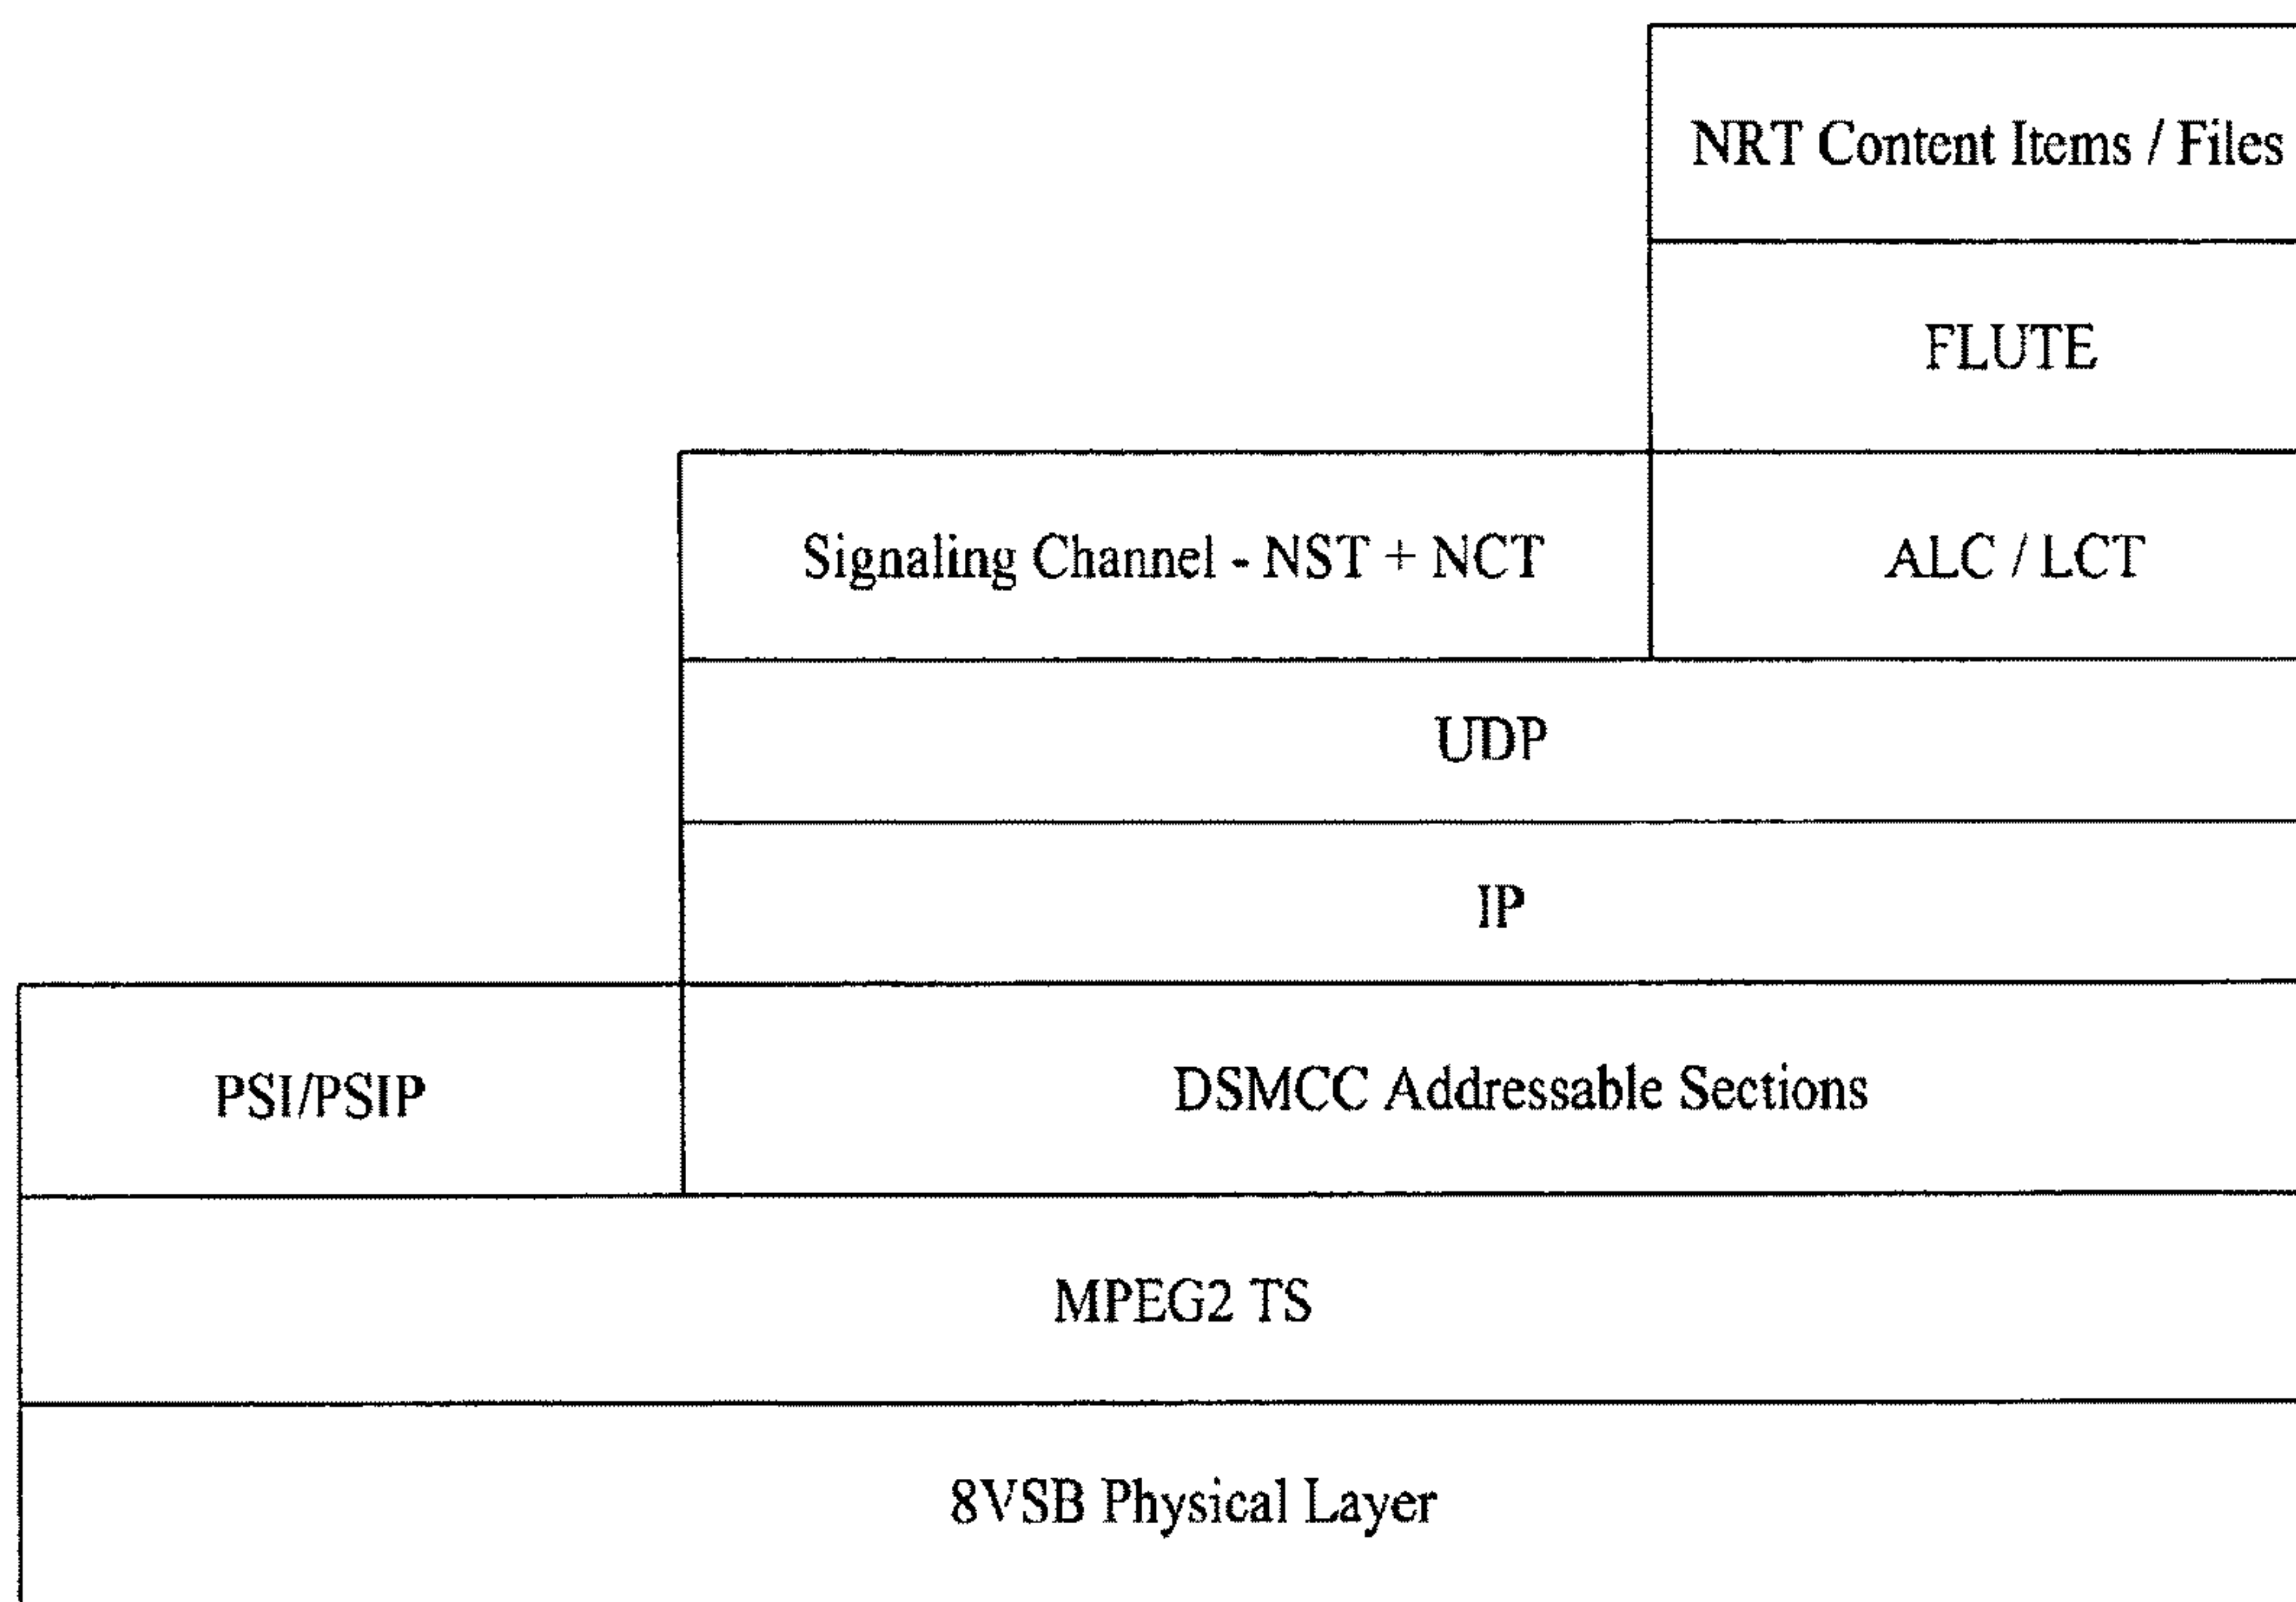 NRT Content Items / Files
FLUTE
Signaling Channel - NST + NCT
ALC / LCT
UDP
IP
PSI/PSIP
DSMCC Addressable Sections
MPEG2 TS
8VSB Physical Layer